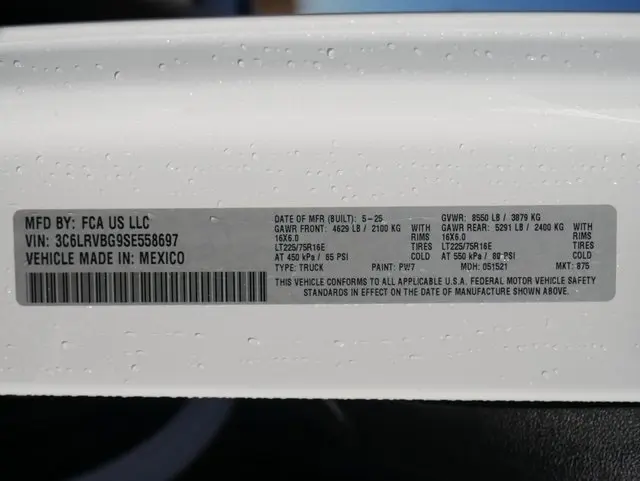 MFD BY: FCA US LLC
VIN: 3C6LRVBG9SE558697
VEHICLE MADE IN: MEXICO
DATE OF MFR (BUILT): 5-25 GVWR: 8550 LB / 3879 KG
GAWR FRONT: 4629 LB / 2100 KG WITH GAWR REAR: 5291 LB / 2400 KG WITH
16X6.0 RIMS 16X6.0 RIMS
LT225/75R16E TIRES LT225/75R16E TIRES
AT 450 kPa / 65 PSI COLD AT 550 kPa / 80 PSI COLD
TYPE: TRUCK PAINT: PW7 MDH: 051521 MKT: 875
THIS VEHICLE CONFORMS TO ALL APPLICABLE U.S.A. FEDERAL MOTOR VEHICLE SAFETY
STANDARDS IN EFFECT ON THE DATE OF MANUFACTURE SHOWN ABOVE.